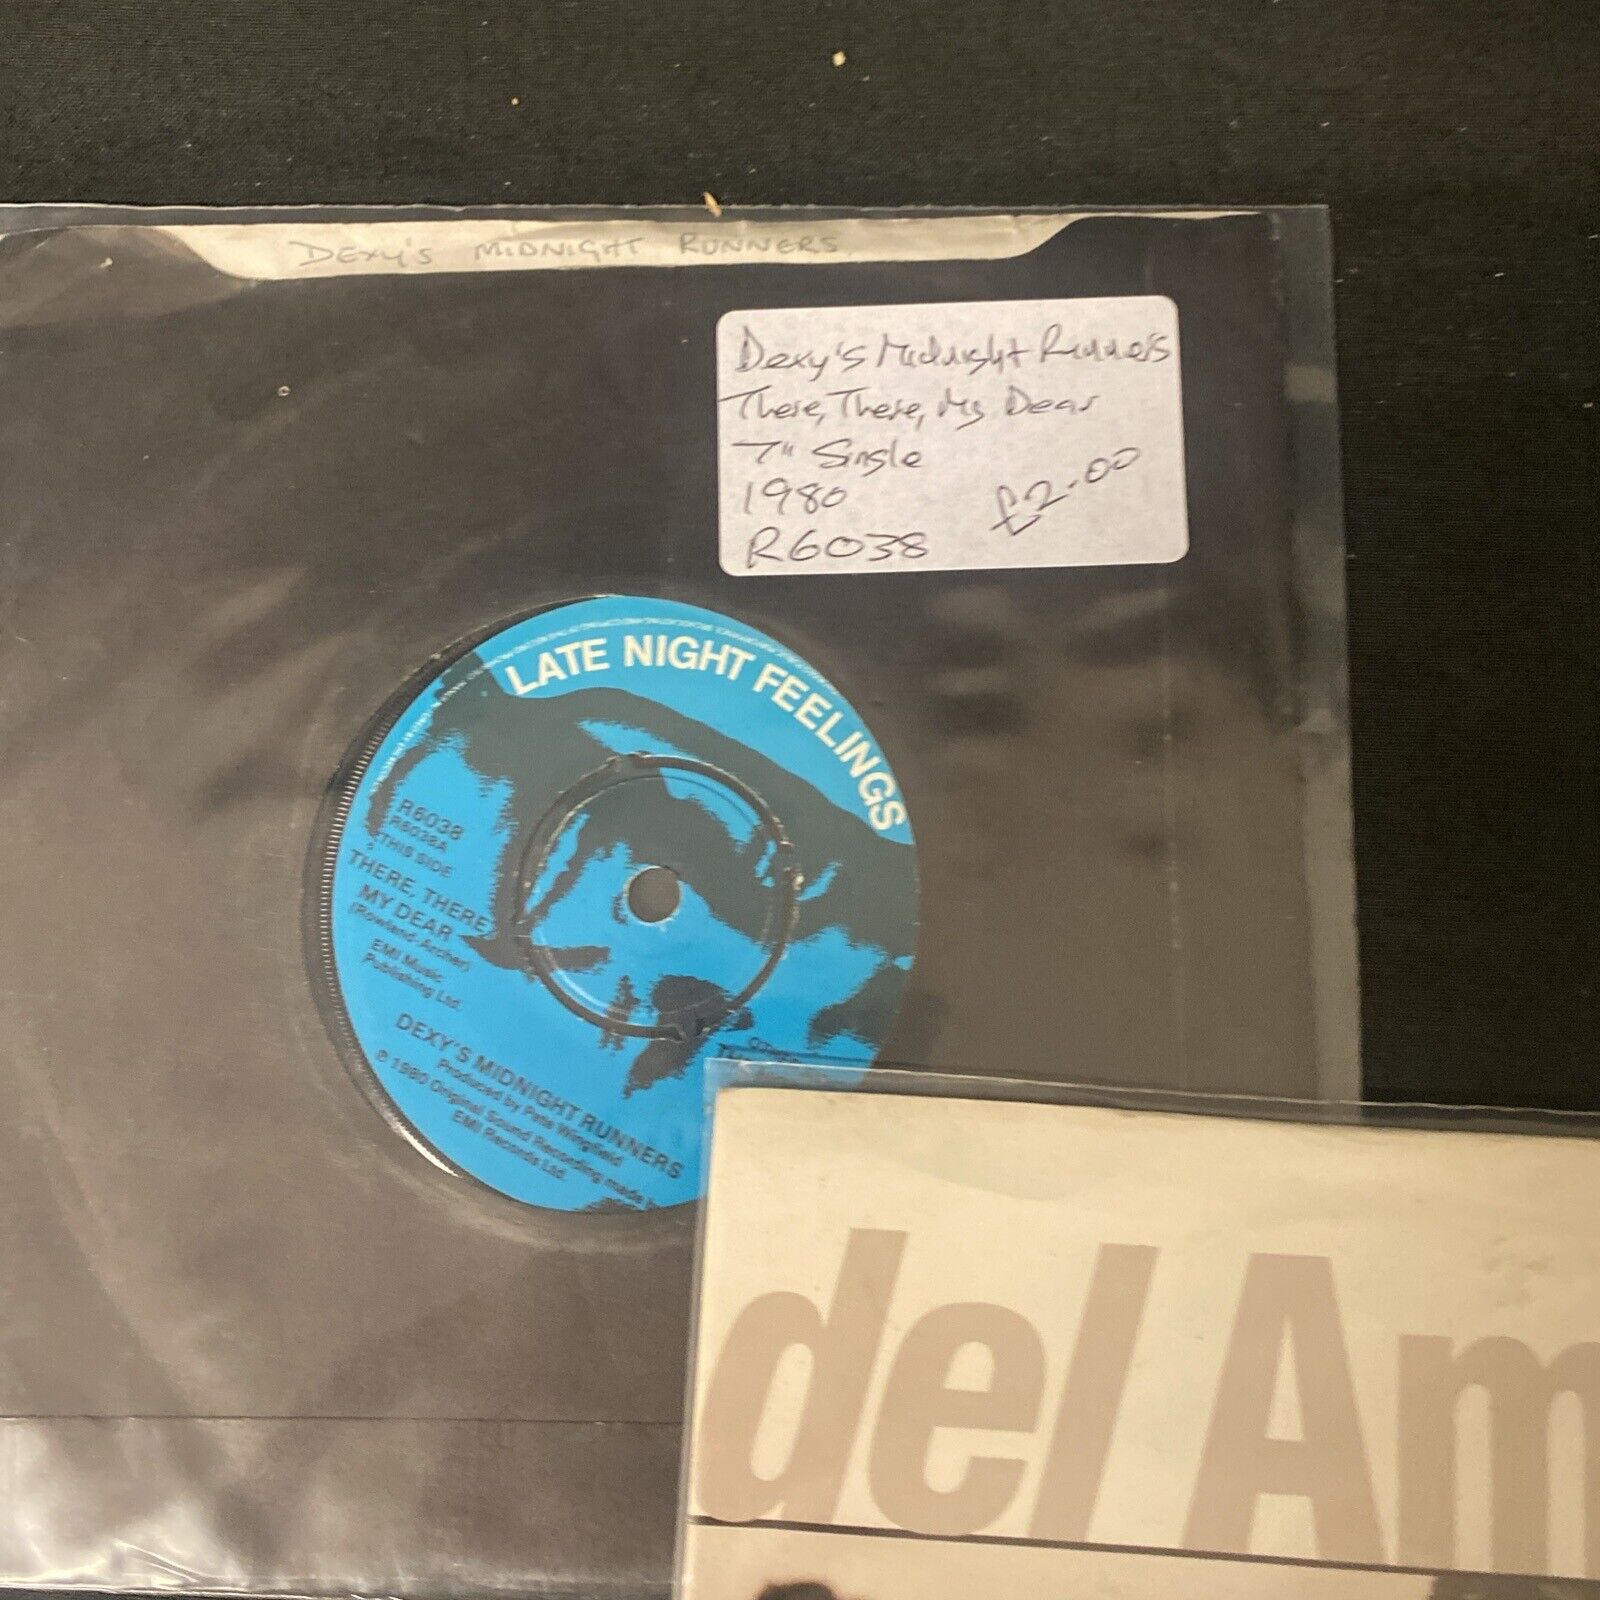 DEXY'S MIDNIGHT RUNNERS
Dexy's Midnight Runners
There, There, My Dear
7" Single
1980
£2.00
R6038
LATE NIGHT FEELINGS
R6038
R6038A
THIS SIDE
THERE, THERE
MY DEAR
(Rowland-Archer)
EMI Music
Publishing Ltd.
DEXY'S MIDNIGHT RUNNERS
Produced by Pete Wingfield
℗ 1980 Original Sound Recording made by
EMI Records Ltd.
del Am